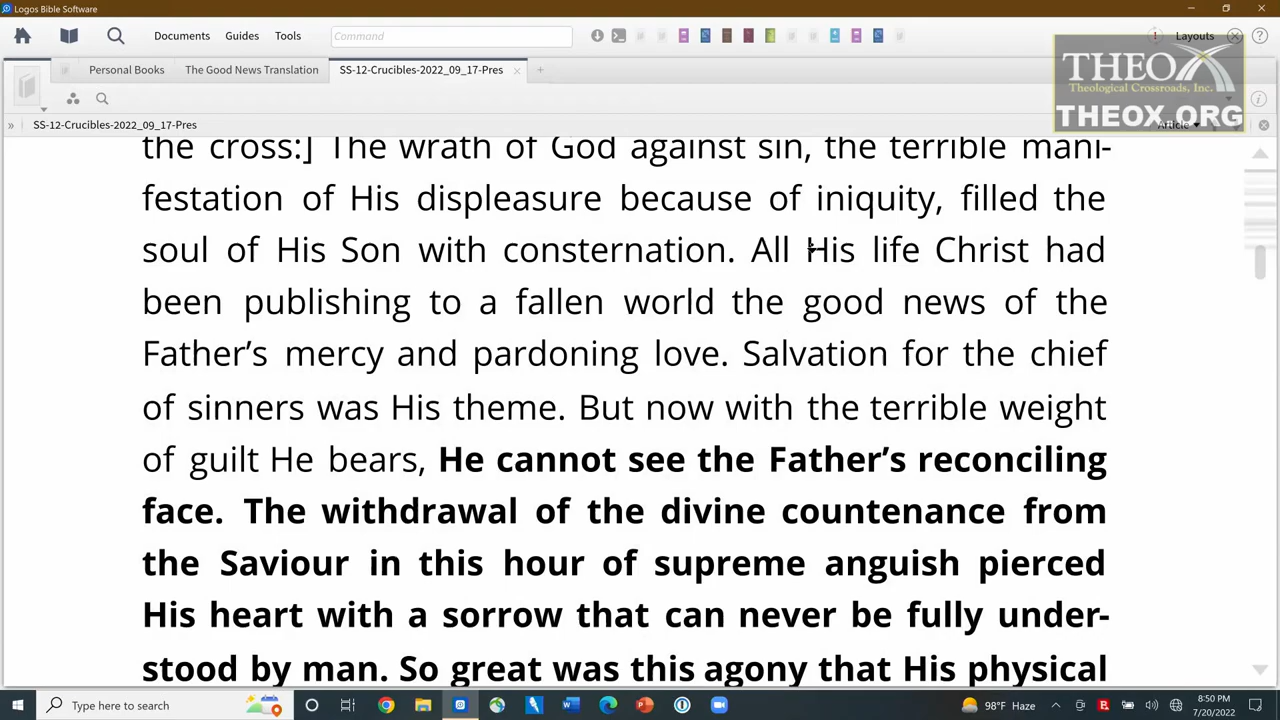 Logos Bible Software
Documents Guides Tools Command Layouts
Personal Books The Good News Translation SS-12-Crucibles-2022_09_17-Pres
THEOX
Theological Crossroads, Inc.
THEOX.ORG
SS-12-Crucibles-2022_09_17-Pres Article
the cross:] The wrath of God against sin, the terrible mani-
festation of His displeasure because of iniquity, filled the
soul of His Son with consternation. All His life Christ had
been publishing to a fallen world the good news of the
Father’s mercy and pardoning love. Salvation for the chief
of sinners was His theme. But now with the terrible weight
of guilt He bears, He cannot see the Father’s reconciling
face. The withdrawal of the divine countenance from
the Saviour in this hour of supreme anguish pierced
His heart with a sorrow that can never be fully under-
stood by man. So great was this agony that His physical
Type here to search
98°F Haze
8:50 PM
7/20/2022